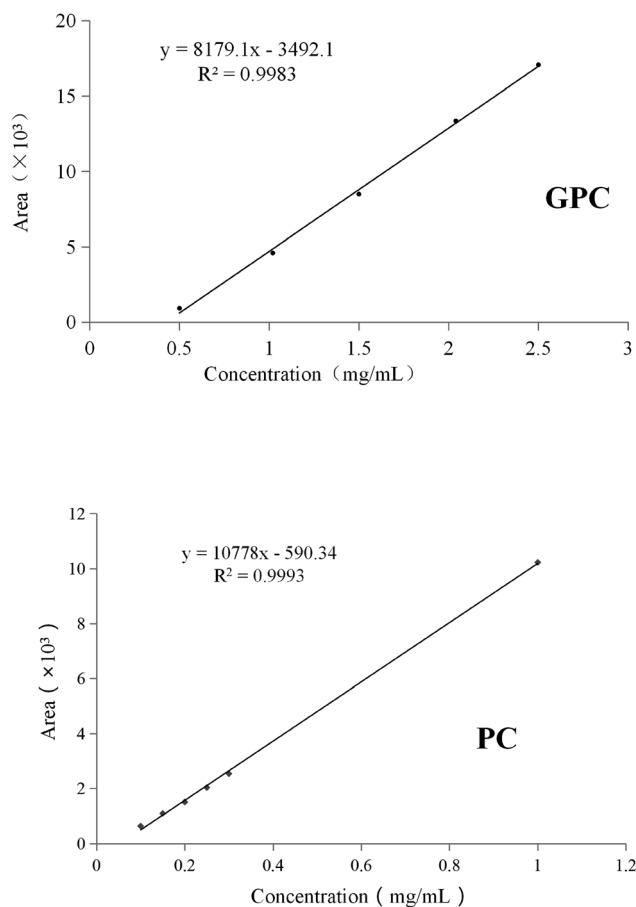 20
y = 8179.1x - 3492.1
R² = 0.9983
15
10
5
0
Area（×10³）
GPC
0 0.5 1 1.5 2 2.5 3
Concentration（mg/mL）
12
y = 10778x - 590.34
R² = 0.9993
10
8
6
4
2
0
Area ( ×10³ )
PC
0 0.2 0.4 0.6 0.8 1 1.2
Concentration ( mg/mL )